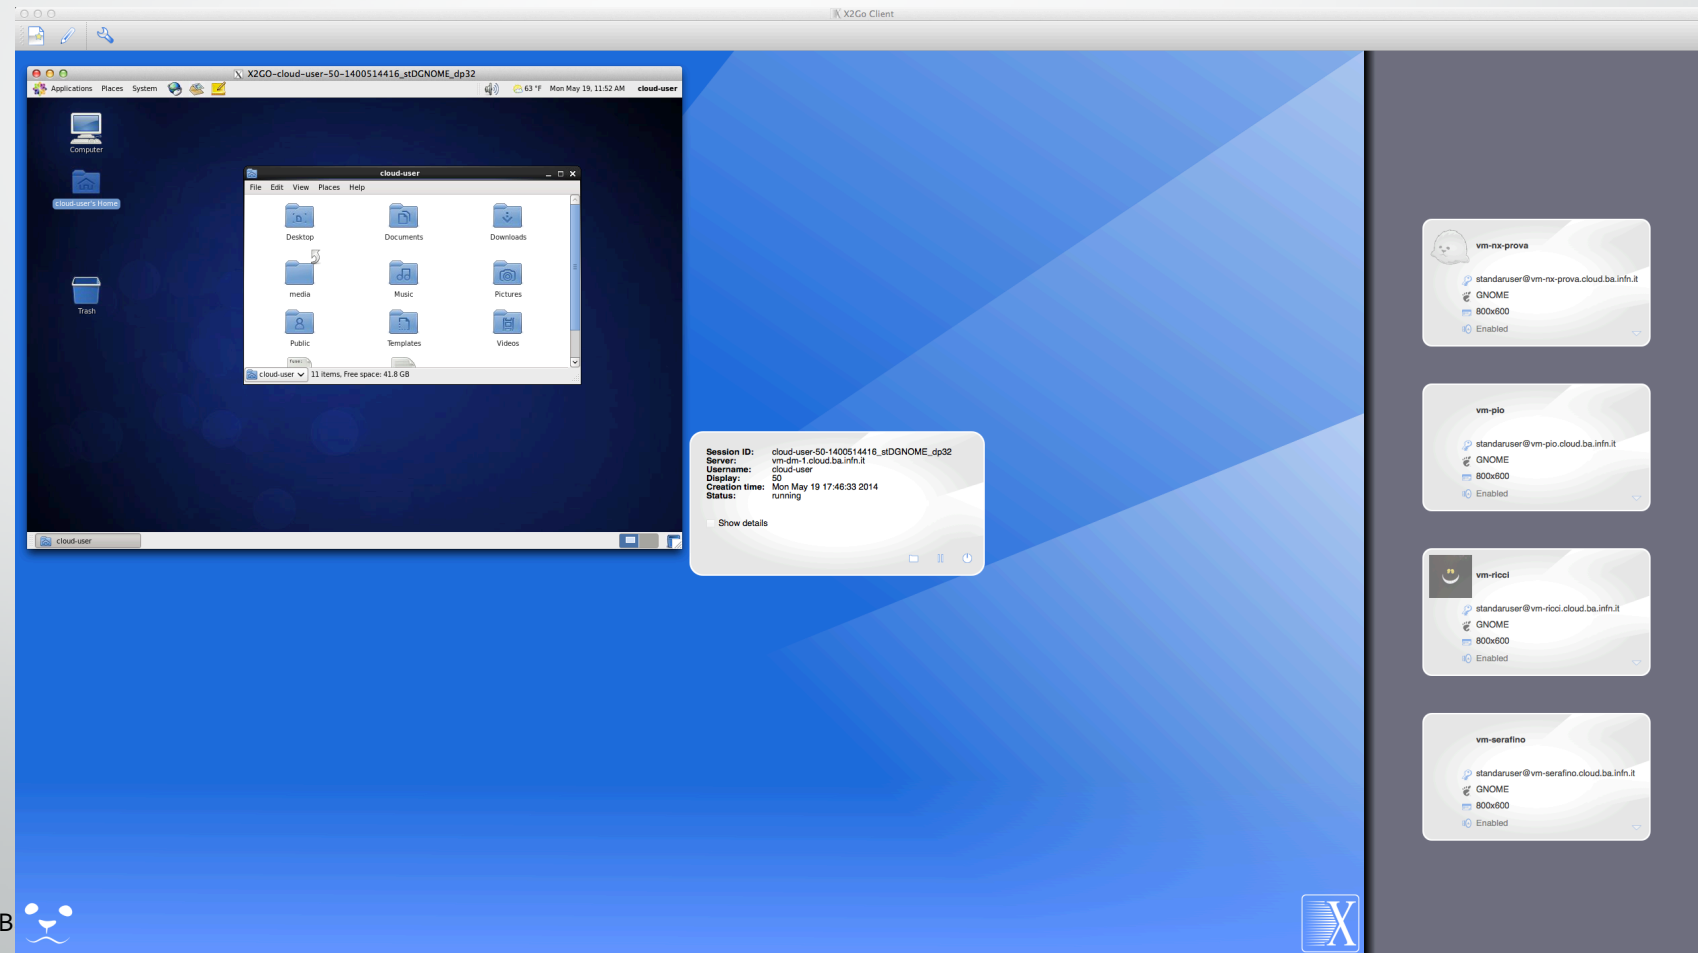 X2Go Client
X2GO-cloud-user-50-1400514416_stDGNOME_dp32
Applications Places System 63 °F Mon May 19, 11:52 AM cloud-user
Computer
cloud-user's Home
Trash
cloud-user
File Edit View Places Help
Desktop Documents Downloads
media Music Pictures
Public Templates Videos
cloud-user 11 items, Free space: 41.8 GB
cloud-user
Session ID: cloud-user-50-1400514416_stDGNOME_dp32
Server: vm-dm-1.cloud.ba.infn.it
Username: cloud-user
Display: 50
Creation time: Mon May 19 17:46:33 2014
Status: running
Show details
vm-nx-prova
standaruser@vm-nx-prova.cloud.ba.infn.it
GNOME
800x600
Enabled
vm-pio
standaruser@vm-pio.cloud.ba.infn.it
GNOME
800x600
Enabled
vm-ricci
standaruser@vm-ricci.cloud.ba.infn.it
GNOME
800x600
Enabled
vm-serafino
standaruser@vm-serafino.cloud.ba.infn.it
GNOME
800x600
Enabled
B
X